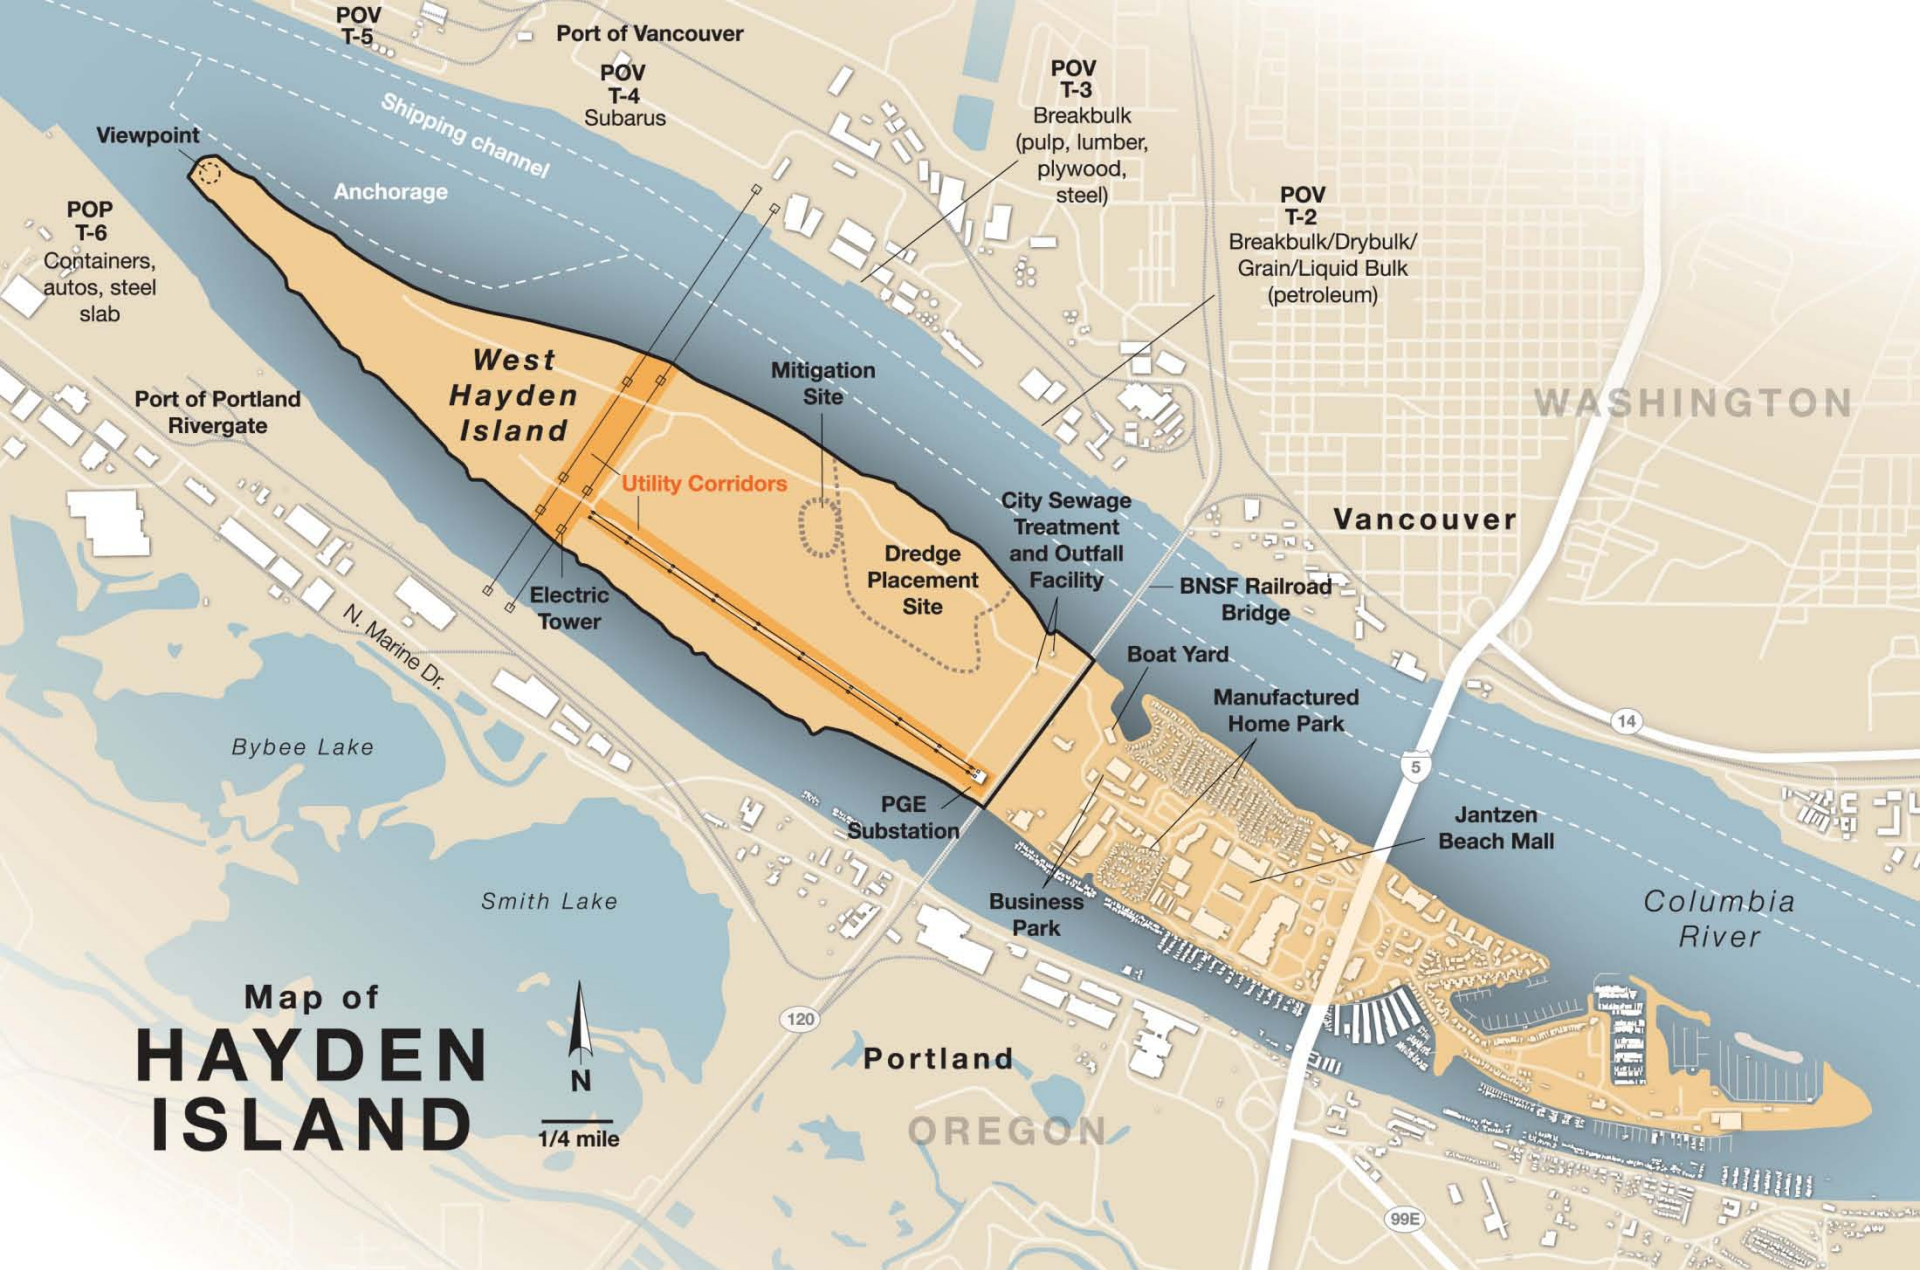 POV
T-5
Port of Vancouver
POV
T-4
Subarus
POV
T-3
Breakbulk
(pulp, lumber,
plywood,
steel)
Shipping channel
Viewpoint
Anchorage
POV
T-2
Breakbulk/Drybulk/
Grain/Liquid Bulk
(petroleum)
POP
T-6
Containers,
autos, steel
slab
West
Hayden
Island
Mitigation
Site
WASHINGTON
Port of Portland
Rivergate
Utility Corridors
City Sewage
Treatment
and Outfall
Facility
Vancouver
Dredge
Placement
Site
Electric
Tower
BNSF Railroad
Bridge
N. Marine Dr.
Boat Yard
Manufactured
Home Park
14
Bybee Lake
5
PGE
Substation
Jantzen
Beach Mall
Smith Lake
Business
Park
Columbia
River
Map of
HAYDEN
ISLAND
N
1/4 mile
120
Portland
OREGON
99E